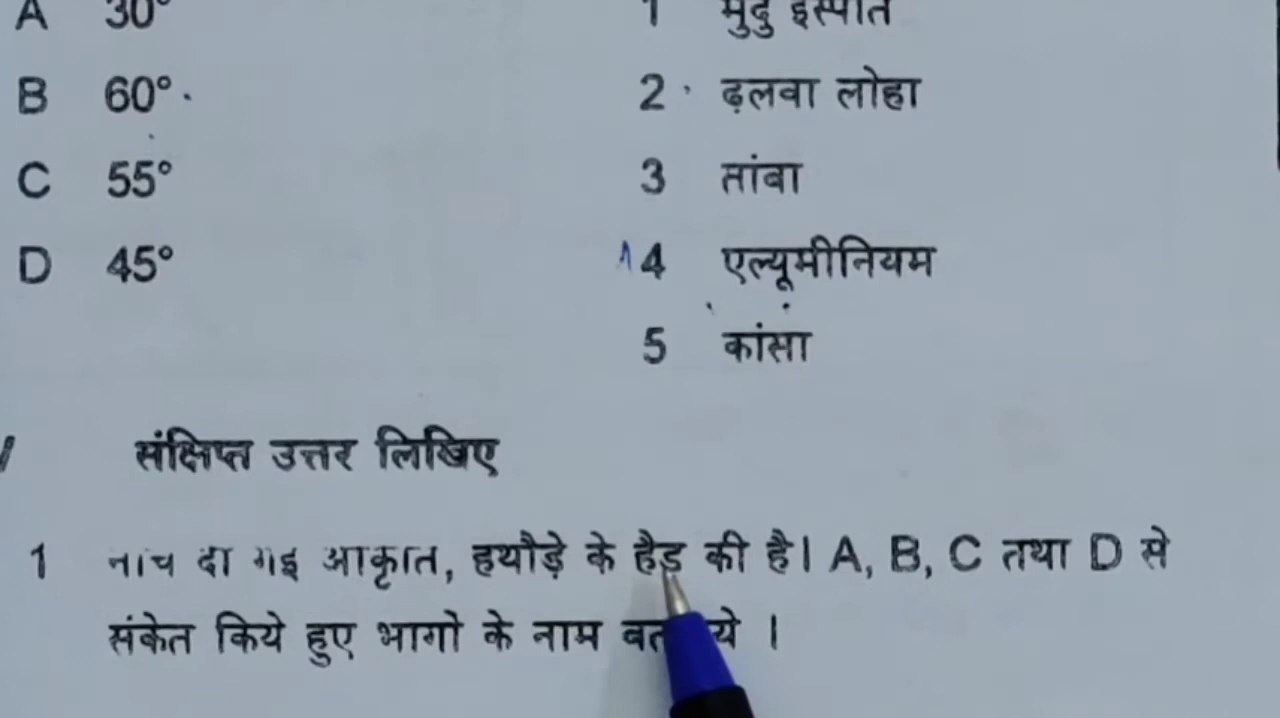 A 30° 1 मुदु इस्पात
B 60° 2 ढ़लवा लोहा
C 55° 3 तांबा
D 45° 4 एल्यूमीनियम
5 कांसा
संक्षिप्त उत्तर लिखिए
1 नीचे दी गई आकृति, हयौड़े के हैड की है। A, B, C तथा D से
संकेत किये हुए भागो के नाम